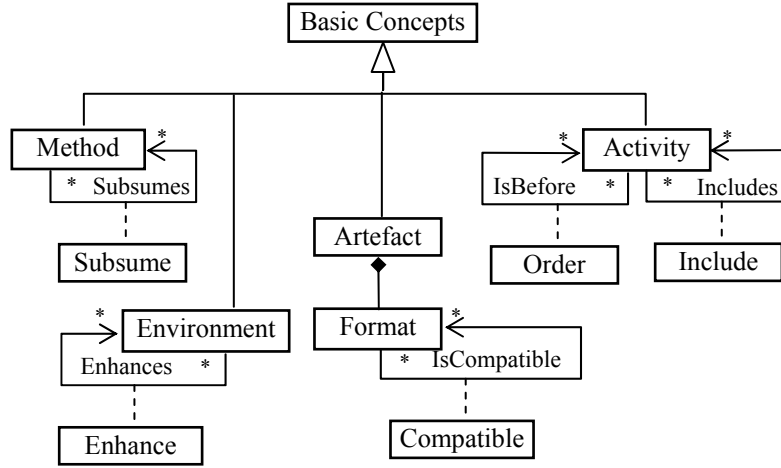 Basic Concepts
Method
*
* Subsumes
Subsume
Environment
*
Enhances *
Enhance
Artefact
Format
*
* IsCompatible
Compatible
Activity
*
*
IsBefore *
* Includes
Order
Include